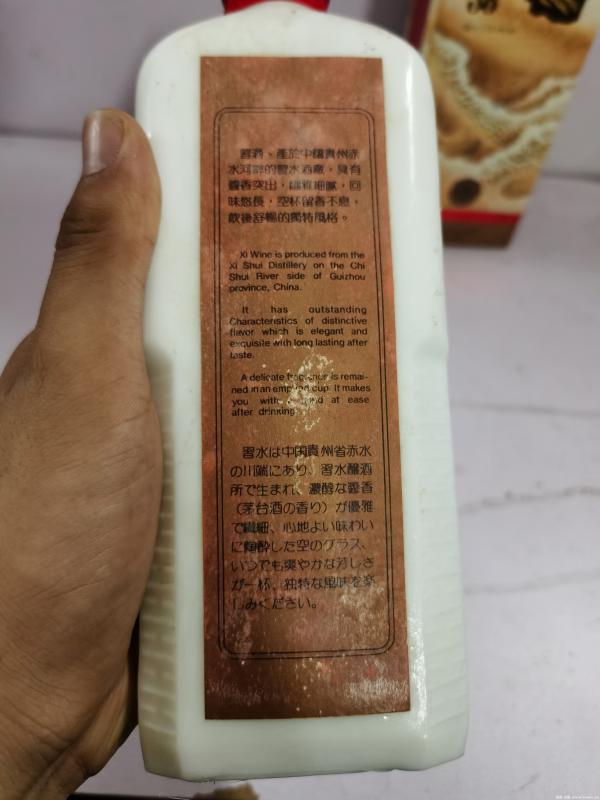 習酒、產於中國貴州赤
水河畔的習水酒廠，具有
醬香突出，纖雅細膩，回
味悠長，空杯留香不息，
飲後舒暢的獨特風格。
Xi Wine is produced from the
Xi Shui Distillery on the Chi
Shui River side of Guizhou
province, China.
It has outstanding
Characteristics of distinctive
flavor which is elegant and
exquisite with long lasting after
taste.
A delicate fragrance is remai-
ned in an emptied cup. It makes
you with mind at ease
after drinking.
習水は中国貴州省赤水
の川端にあり、習水醸酒
所で生まれ、濃醇な醬香
（茅台酒の香り）が優雅
で繊細、心地よい味わい
に陶酔した空のグラス、
いつでも爽やかな芳しさ
が一杯、独特な風味を楽
しみください。